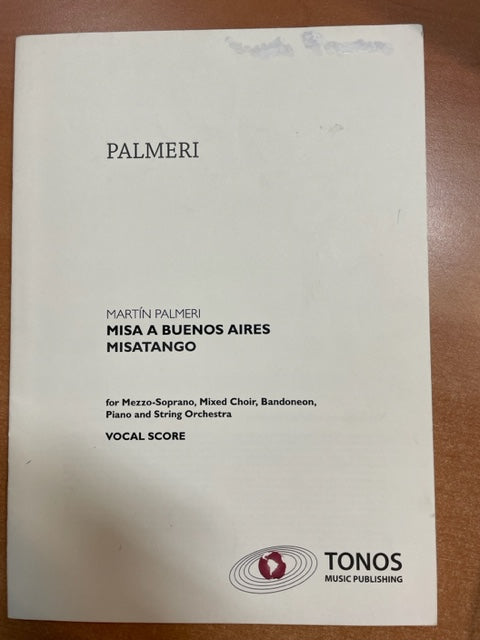 PALMERI
MARTÍN PALMERI
MISA A BUENOS AIRES
MISATANGO
for Mezzo-Soprano, Mixed Choir, Bandoneon,
Piano and String Orchestra
VOCAL SCORE
TONOS
MUSIC PUBLISHING